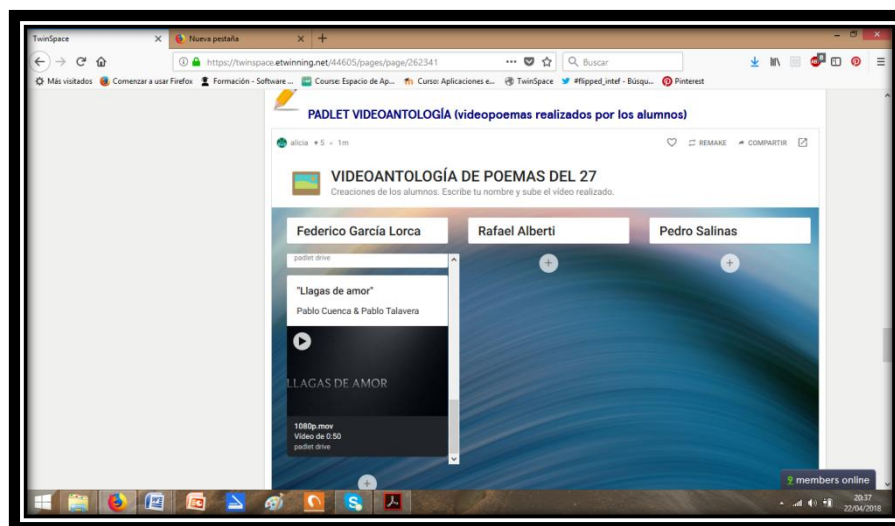 TwinSpace
Nueva pestaña
https://twinspace.etwinning.net/44605/pages/page/262341
Buscar
Más visitados
Comenzar a usar Firefox
Formación - Software ...
Course: Espacio de Ap...
Curso: Aplicaciones e...
TwinSpace
#flipped_intef - Búsqu...
Pinterest
PADLET VIDEOANTOLOGÍA (videopoemas realizados por los alumnos)
alicia • 5 • 1m
REMAKE
COMPARTIR
VIDEOANTOLOGÍA DE POEMAS DEL 27
Creaciones de los alumnos. Escribe tu nombre y sube el vídeo realizado.
Federico García Lorca
Rafael Alberti
Pedro Salinas
padlet drive
"Llagas de amor"
Pablo Cuenca & Pablo Talavera
LLAGAS DE AMOR
1080p.mov
Vídeo de 0:50
padlet drive
members online
20:37
22/04/2018